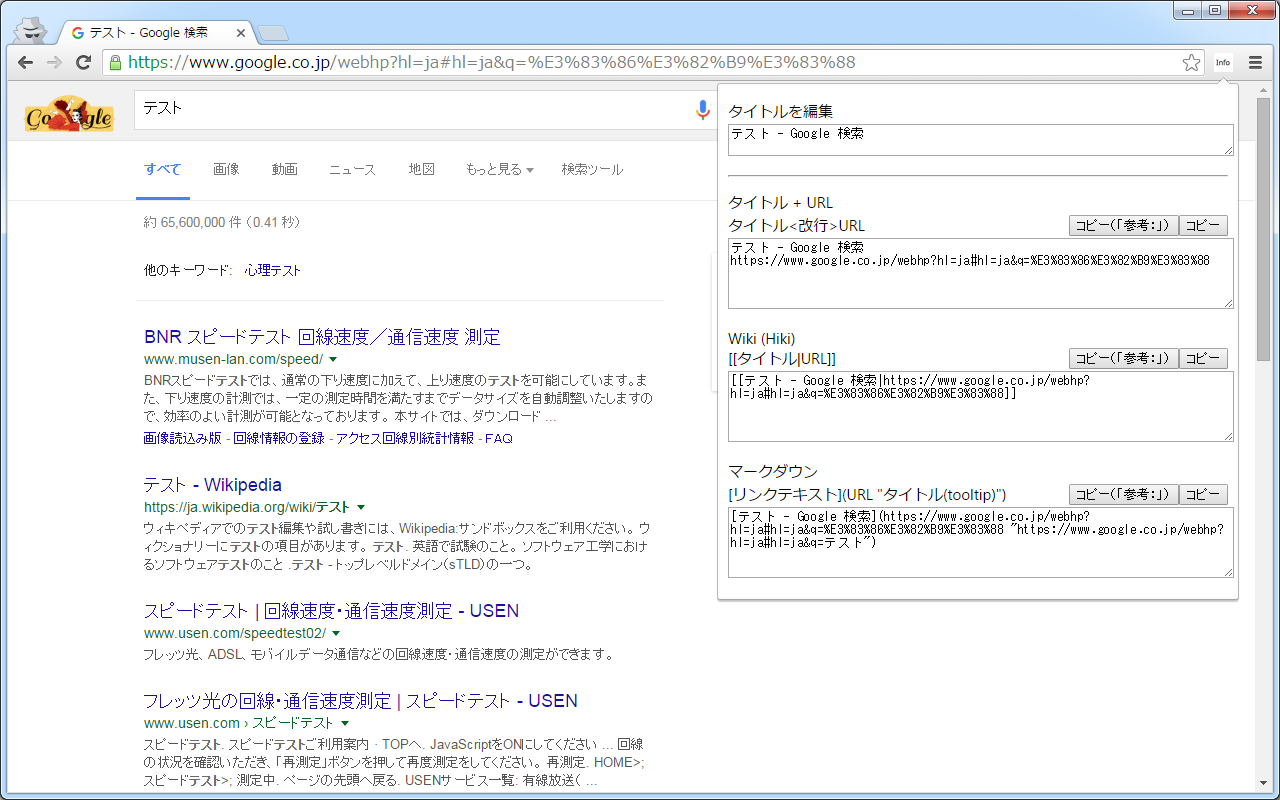 テスト - Google 検索
https://www.google.co.jp/webhp?hl=ja#hl=ja&q=%E3%83%86%E3%82%B9%E3%83%88
Info
Google
テスト
すべて 画像 動画 ニュース 地図 もっと見る 検索ツール
約 65,600,000 件 (0.41 秒)
他のキーワード: 心理テスト
BNR スピードテスト 回線速度／通信速度 測定
www.musen-lan.com/speed/
BNRスピードテストでは、通常の下り速度に加えて、上り速度のテストを可能にしています。ま
た、下り速度の計測では、一定の測定時間を満たすまでデータサイズを自動調整いたしますの
で、効率のよい計測が可能となっております。 本サイトでは、ダウンロード ...
画像読込み版 - 回線情報の登録 - アクセス回線別統計情報 - FAQ
テスト - Wikipedia
https://ja.wikipedia.org/wiki/テスト
ウィキペディアでのテスト編集や試し書きには、Wikipedia:サンドボックスをご利用ください。 ウ
ィクショナリーにテストの項目があります。 テスト. 英語で試験のこと。 ソフトウェア工学におけ
るソフトウェアテストのこと .テスト - トップレベルドメイン（sTLD）の一つ。
スピードテスト | 回線速度・通信速度測定 - USEN
www.usen.com/speedtest02/
フレッツ光、ADSL、モバイルデータ通信などの回線速度・通信速度の測定ができます。
フレッツ光の回線・通信速度測定 | スピードテスト - USEN
www.usen.com › スピードテスト
スピードテスト. スピードテストご利用案内 · TOPへ. JavaScriptをONにしてください ... 回線
の状況を確認いただき、「再測定」ボタンを押して再度測定をしてください。 再測定. HOME>;
スピードテスト>; 測定中. ページの先頭へ戻る. USENサービス一覧: 有線放送( ...
タイトルを編集
テスト - Google 検索
タイトル + URL
タイトル<改行>URL コピー(「参考:」) コピー
テスト - Google 検索
https://www.google.co.jp/webhp?hl=ja#hl=ja&q=%E3%83%86%E3%82%B9%E3%83%88
Wiki (Hiki)
[[タイトル|URL]] コピー(「参考:」) コピー
[[テスト - Google 検索|https://www.google.co.jp/webhp?
hl=ja#hl=ja&q=%E3%83%86%E3%82%B9%E3%83%88]]
マークダウン
[リンクテキスト](URL "タイトル(tooltip)") コピー(「参考:」) コピー
[テスト - Google 検索](https://www.google.co.jp/webhp?
hl=ja#hl=ja&q=%E3%83%86%E3%82%B9%E3%83%88 "https://www.google.co.jp/webhp?
hl=ja#hl=ja&q=テスト")